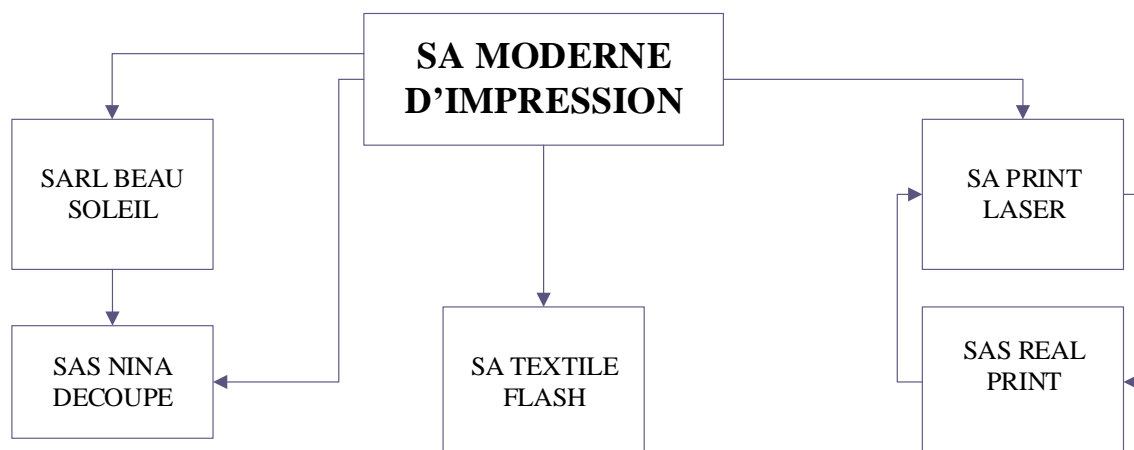 SA MODERNE
D’IMPRESSION
SARL BEAU
SOLEIL
SA PRINT
LASER
SAS NINA
DECOUPE
SA TEXTILE
FLASH
SAS REAL
PRINT